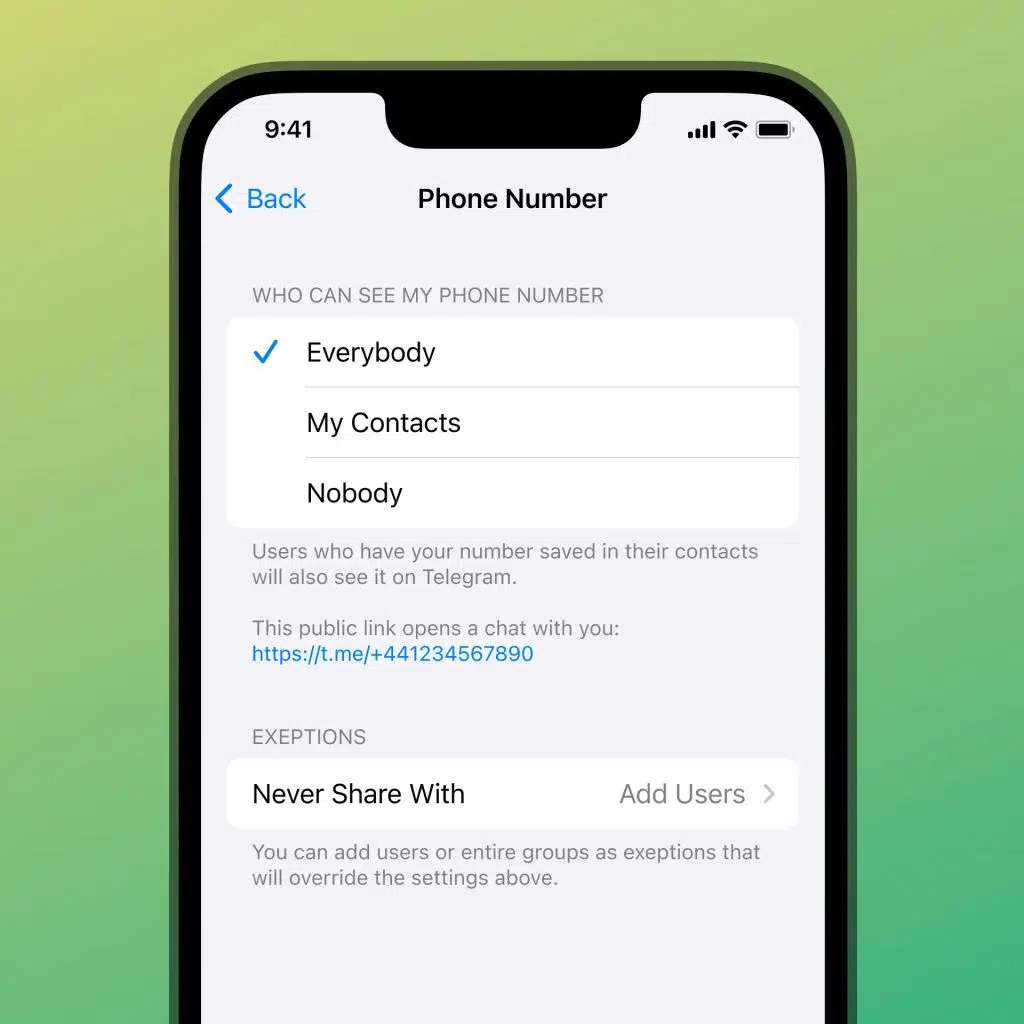 9:41
Back
Phone Number
WHO CAN SEE MY PHONE NUMBER
Everybody
My Contacts
Nobody
Users who have your number saved in their contacts
will also see it on Telegram.
This public link opens a chat with you:
https://t.me/+441234567890
EXEPTIONS
Never Share With Add Users
You can add users or entire groups as exeptions that
will override the settings above.